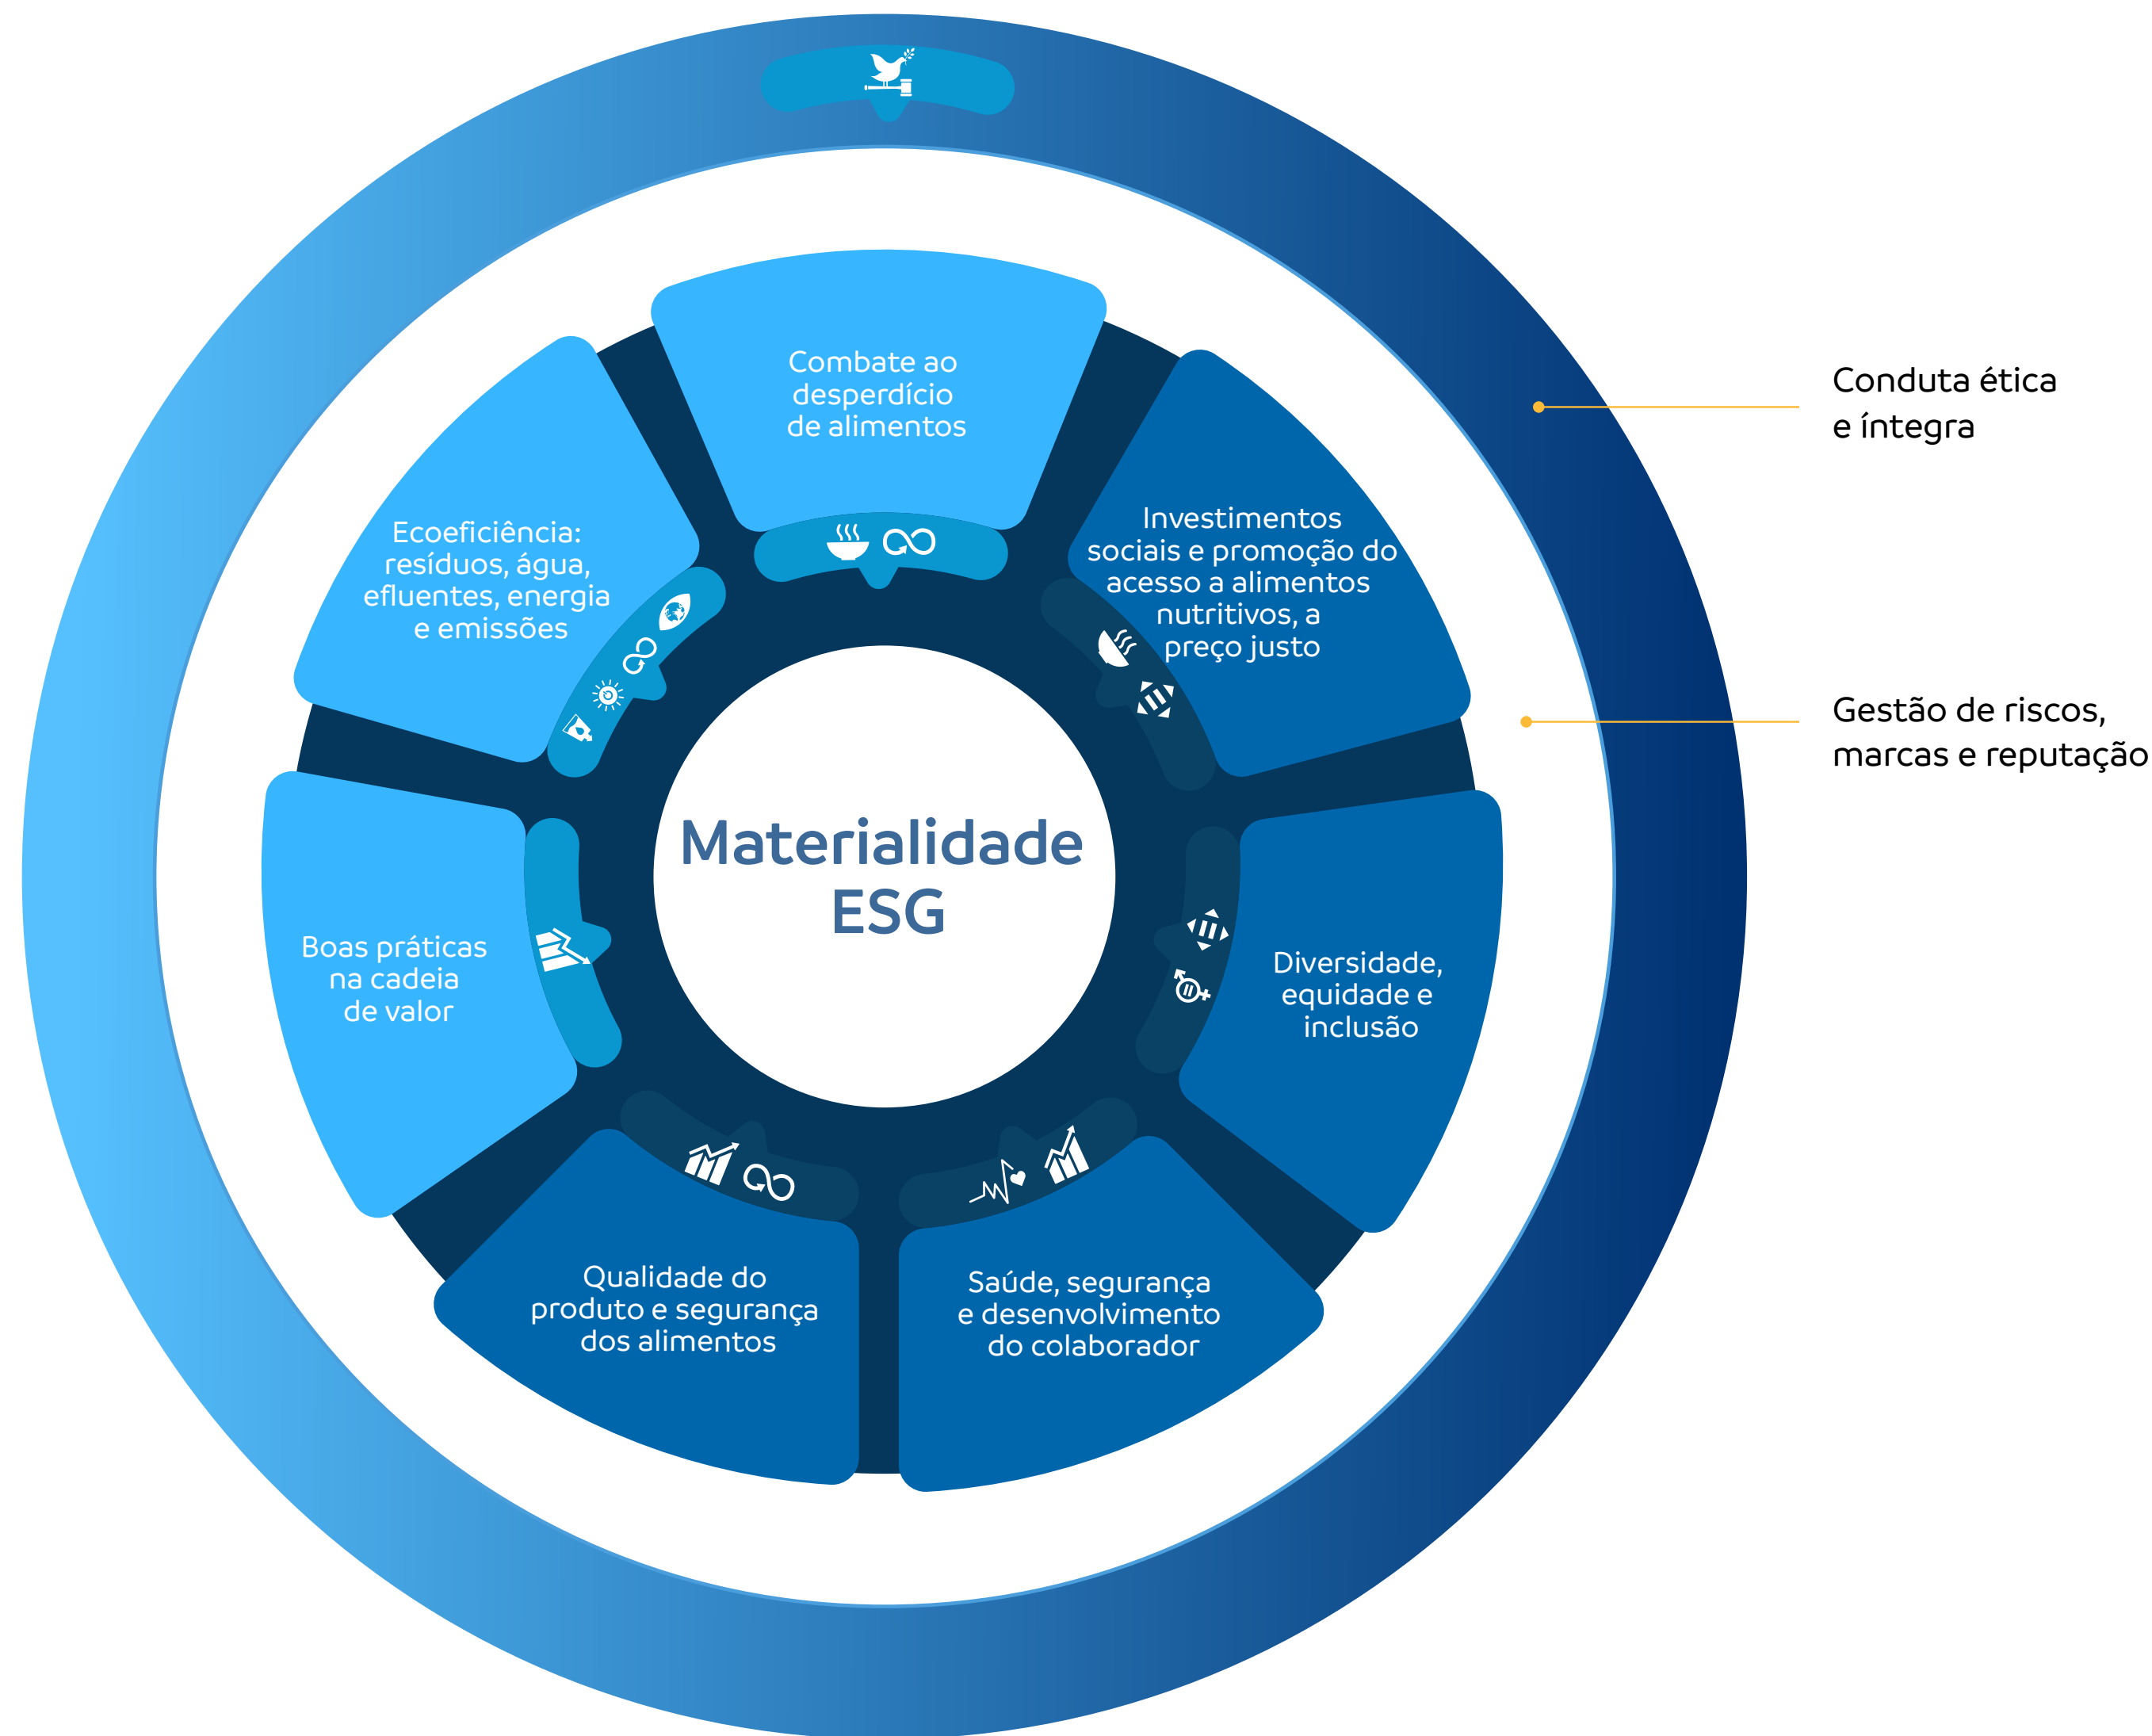 Combate ao
desperdício
de alimentos
Investimentos
sociais e promoção do
acesso a alimentos
nutritivos, a
preço justo
Diversidade,
equidade e
inclusão
Saúde, segurança
e desenvolvimento
do colaborador
Qualidade do
produto e segurança
dos alimentos
Boas práticas
na cadeia
de valor
Ecoeficiência:
resíduos, água,
efluentes, energia
e emissões
Materialidade
ESG
Conduta ética
e íntegra
Gestão de riscos,
marcas e reputação